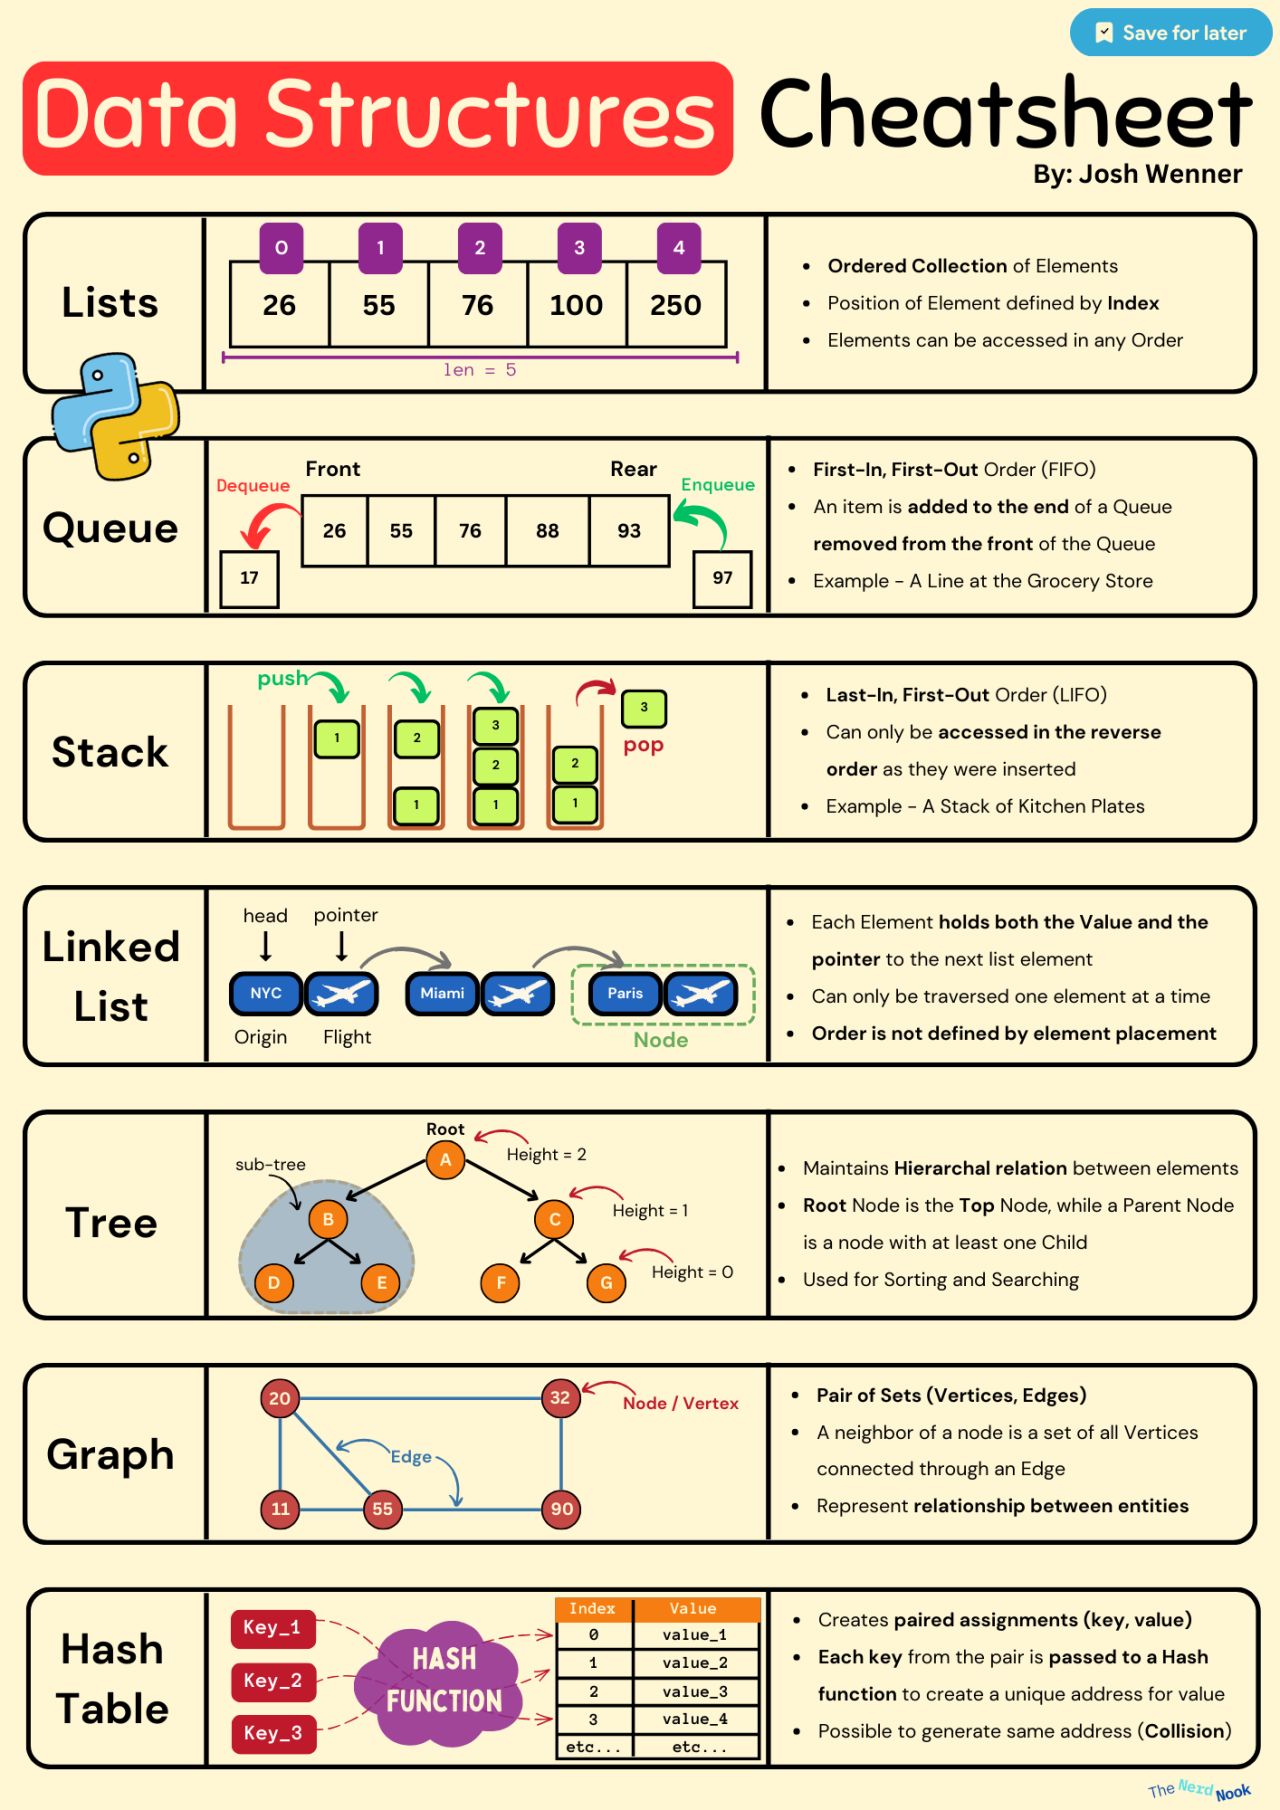 Save for later
Data Structures Cheatsheet
By: Josh Wenner
Lists
0 1 2 3 4
26 55 76 100 250
len = 5
Ordered Collection of Elements
Position of Element defined by Index
Elements can be accessed in any Order
Queue
Front Rear
Dequeue Enqueue
26 55 76 88 93
17 97
First-In, First-Out Order (FIFO)
An item is added to the end of a Queue
removed from the front of the Queue
Example - A Line at the Grocery Store
Stack
push
1 2 3 3
2 2
1 1 1
pop
Last-In, First-Out Order (LIFO)
Can only be accessed in the reverse
order as they were inserted
Example - A Stack of Kitchen Plates
Linked
List
head pointer
NYC Miami Paris
Origin Flight Node
Each Element holds both the Value and the
pointer to the next list element
Can only be traversed one element at a time
Order is not defined by element placement
Tree
Root
A Height = 2
sub-tree
B C Height = 1
D E F G Height = 0
Maintains Hierarchal relation between elements
Root Node is the Top Node, while a Parent Node
is a node with at least one Child
Used for Sorting and Searching
Graph
20 32 Node / Vertex
Edge
11 55 90
Pair of Sets (Vertices, Edges)
A neighbor of a node is a set of all Vertices
connected through an Edge
Represent relationship between entities
Hash
Table
Key_1
Key_2
Key_3
HASH
FUNCTION
Index Value
0 value_1
1 value_2
2 value_3
3 value_4
etc... etc...
Creates paired assignments (key, value)
Each key from the pair is passed to a Hash
function to create a unique address for value
Possible to generate same address (Collision)
The Nerd Nook